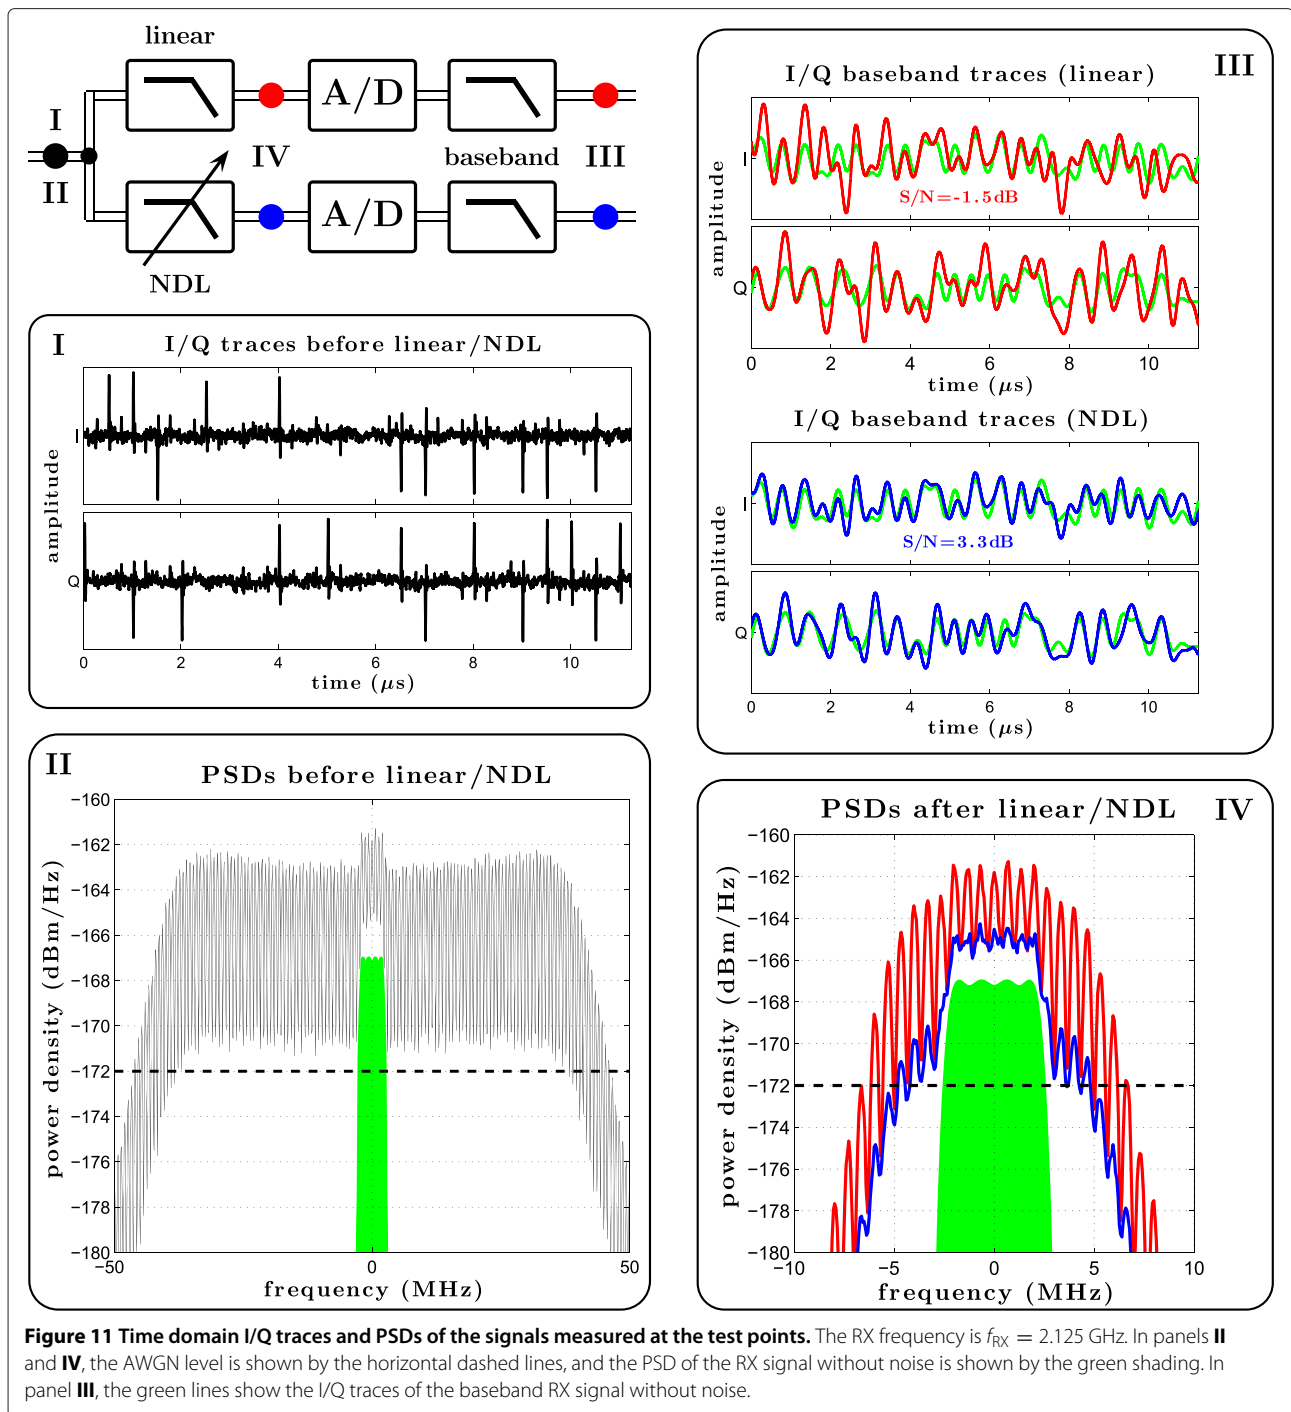 linear
A/D
I
II
IV
baseband
III
A/D
NDL
I
I/Q traces before linear/NDL
I
amplitude
Q
0 2 4 6 8 10
time (μs)
II
PSDs before linear/NDL
−160
−162
−164
−166
−168
−170
−172
−174
−176
−178
−180
power density (dBm/Hz)
−50 0 50
frequency (MHz)
III
I/Q baseband traces (linear)
I
S/N=-1.5dB
amplitude
Q
0 2 4 6 8 10
time (μs)
I/Q baseband traces (NDL)
I
S/N=3.3dB
amplitude
Q
0 2 4 6 8 10
time (μs)
PSDs after linear/NDL
IV
−160
−162
−164
−166
−168
−170
−172
−174
−176
−178
−180
power density (dBm/Hz)
−10 −5 0 5 10
frequency (MHz)
Figure 11 Time domain I/Q traces and PSDs of the signals measured at the test points. The RX frequency is fRX = 2.125 GHz. In panels II
and IV, the AWGN level is shown by the horizontal dashed lines, and the PSD of the RX signal without noise is shown by the green shading. In
panel III, the green lines show the I/Q traces of the baseband RX signal without noise.